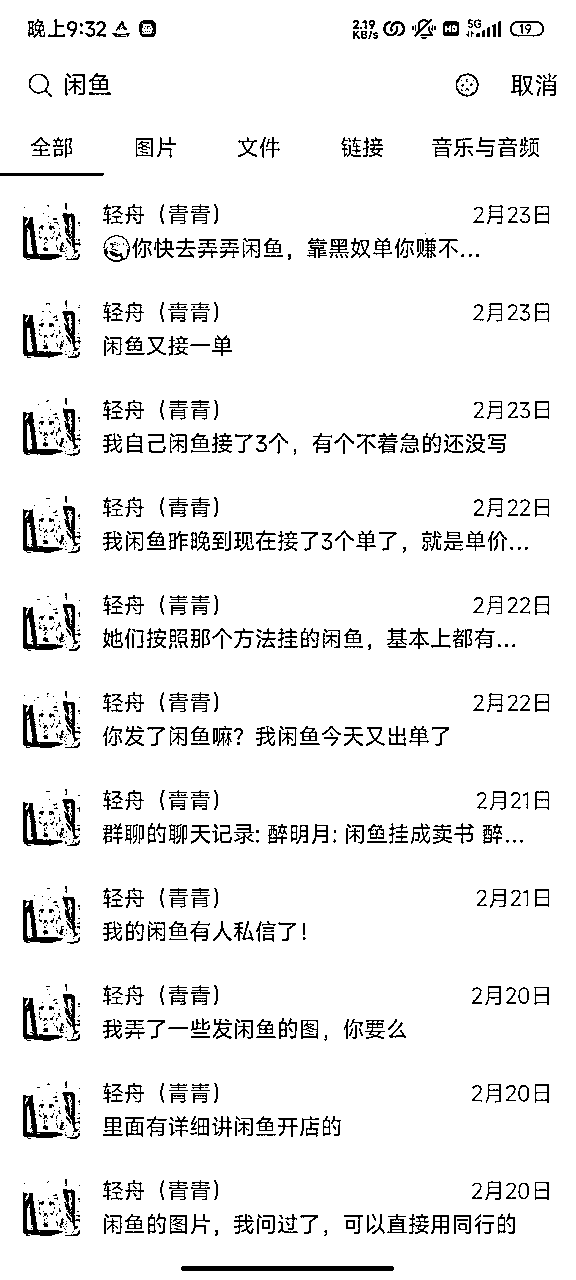 晚上9:32 2.19 KB/s HD 5G 19
闲鱼 取消
全部 图片 文件 链接 音乐与音频
轻舟（青青） 2月23日
你快去弄弄闲鱼，靠黑奴单你赚不...
轻舟（青青） 2月23日
闲鱼又接一单
轻舟（青青） 2月23日
我自己闲鱼接了3个，有个不着急的还没写
轻舟（青青） 2月22日
我闲鱼昨晚到现在接了3个单了，就是单价...
轻舟（青青） 2月22日
她们按照那个方法挂的闲鱼，基本上都有...
轻舟（青青） 2月22日
你发了闲鱼嘛？我闲鱼今天又出单了
轻舟（青青） 2月21日
群聊的聊天记录: 醉明月: 闲鱼挂成卖书 醉...
轻舟（青青） 2月21日
我的闲鱼有人私信了！
轻舟（青青） 2月20日
我弄了一些发闲鱼的图，你要么
轻舟（青青） 2月20日
里面有详细讲闲鱼开店的
轻舟（青青） 2月20日
闲鱼的图片，我问过了，可以直接用同行的